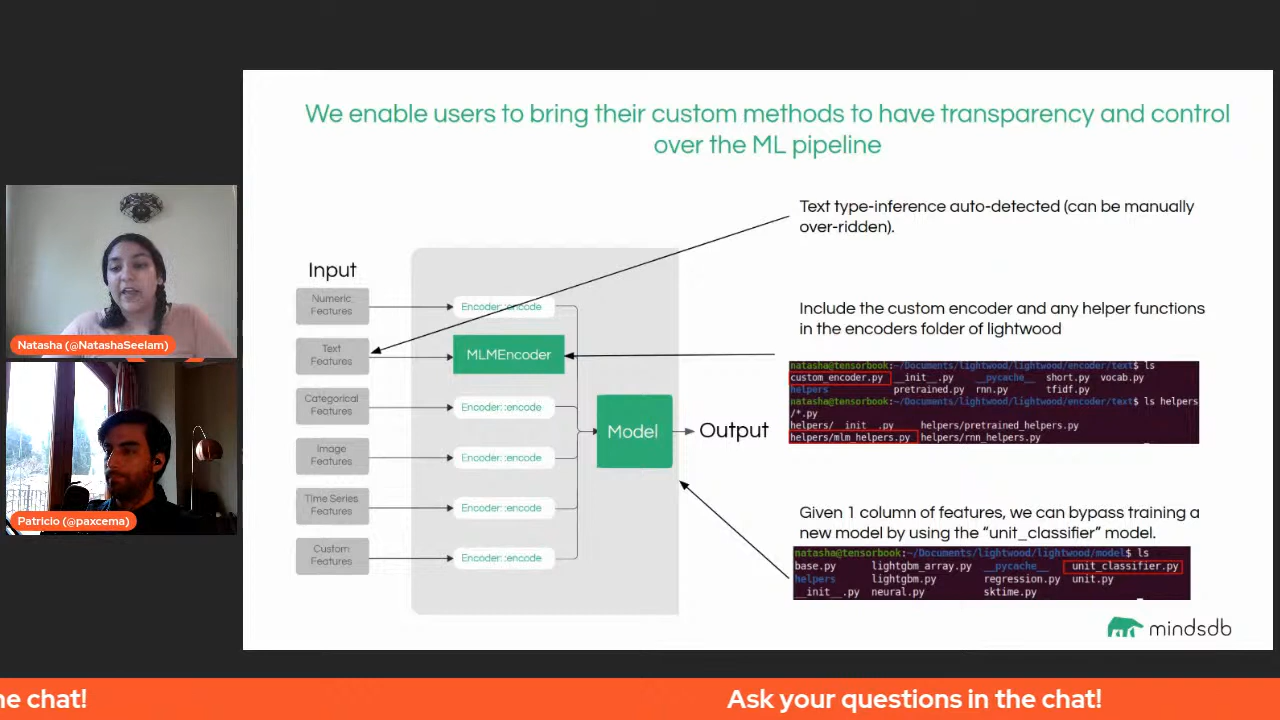 We enable users to bring their custom methods to have transparency and control
over the ML pipeline
Text type-inference auto-detected (can be manually
over-ridden).
Input
Numeric
Features
Encoder::encode
Text
Features
MLMEncoder
Categorical
Features
Encoder::encode
Image
Features
Encoder::encode
Time Series
Features
Encoder::encode
Custom
Features
Encoder::encode
Model
Output
Include the custom encoder and any helper functions
in the encoders folder of lightwood
natasha@tensorbook:~/Documents/lightwood/lightwood/encoder/text$ ls
custom_encoder.py __init__.py __pycache__ short.py vocab.py
helpers pretrained.py rnn.py tfidf.py
natasha@tensorbook:~/Documents/lightwood/lightwood/encoder/text$ ls helpers
/*.py
helpers/__init__.py helpers/pretrained_helpers.py
helpers/mlm_helpers.py helpers/rnn_helpers.py
Given 1 column of features, we can bypass training a
new model by using the “unit_classifier” model.
natasha@tensorbook:~/Documents/lightwood/lightwood/model$ ls
base.py lightgbm_array.py __pycache__ unit_classifier.py
helpers lightgbm.py regression.py unit.py
__init__.py neural.py sktime.py
mindsdb
Natasha (@NatashaSeelam)
Patricio (@paxcema)
he chat! Ask your questions in the chat!